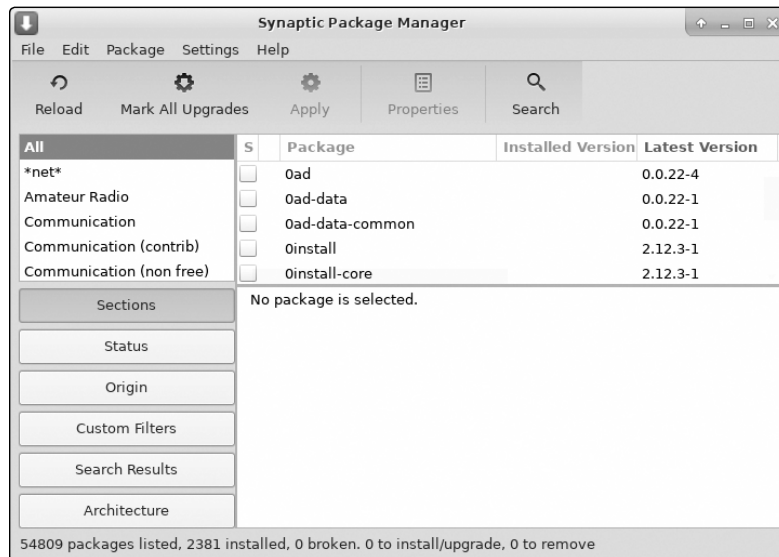 Synaptic Package Manager
File Edit Package Settings Help
Reload Mark All Upgrades Apply Properties Search
All
*net*
Amateur Radio
Communication
Communication (contrib)
Communication (non free)
S Package Installed Version Latest Version
0ad 0.0.22-4
0ad-data 0.0.22-1
0ad-data-common 0.0.22-1
0install 2.12.3-1
0install-core 2.12.3-1
Sections
Status
Origin
Custom Filters
Search Results
Architecture
No package is selected.
54809 packages listed, 2381 installed, 0 broken. 0 to install/upgrade, 0 to remove